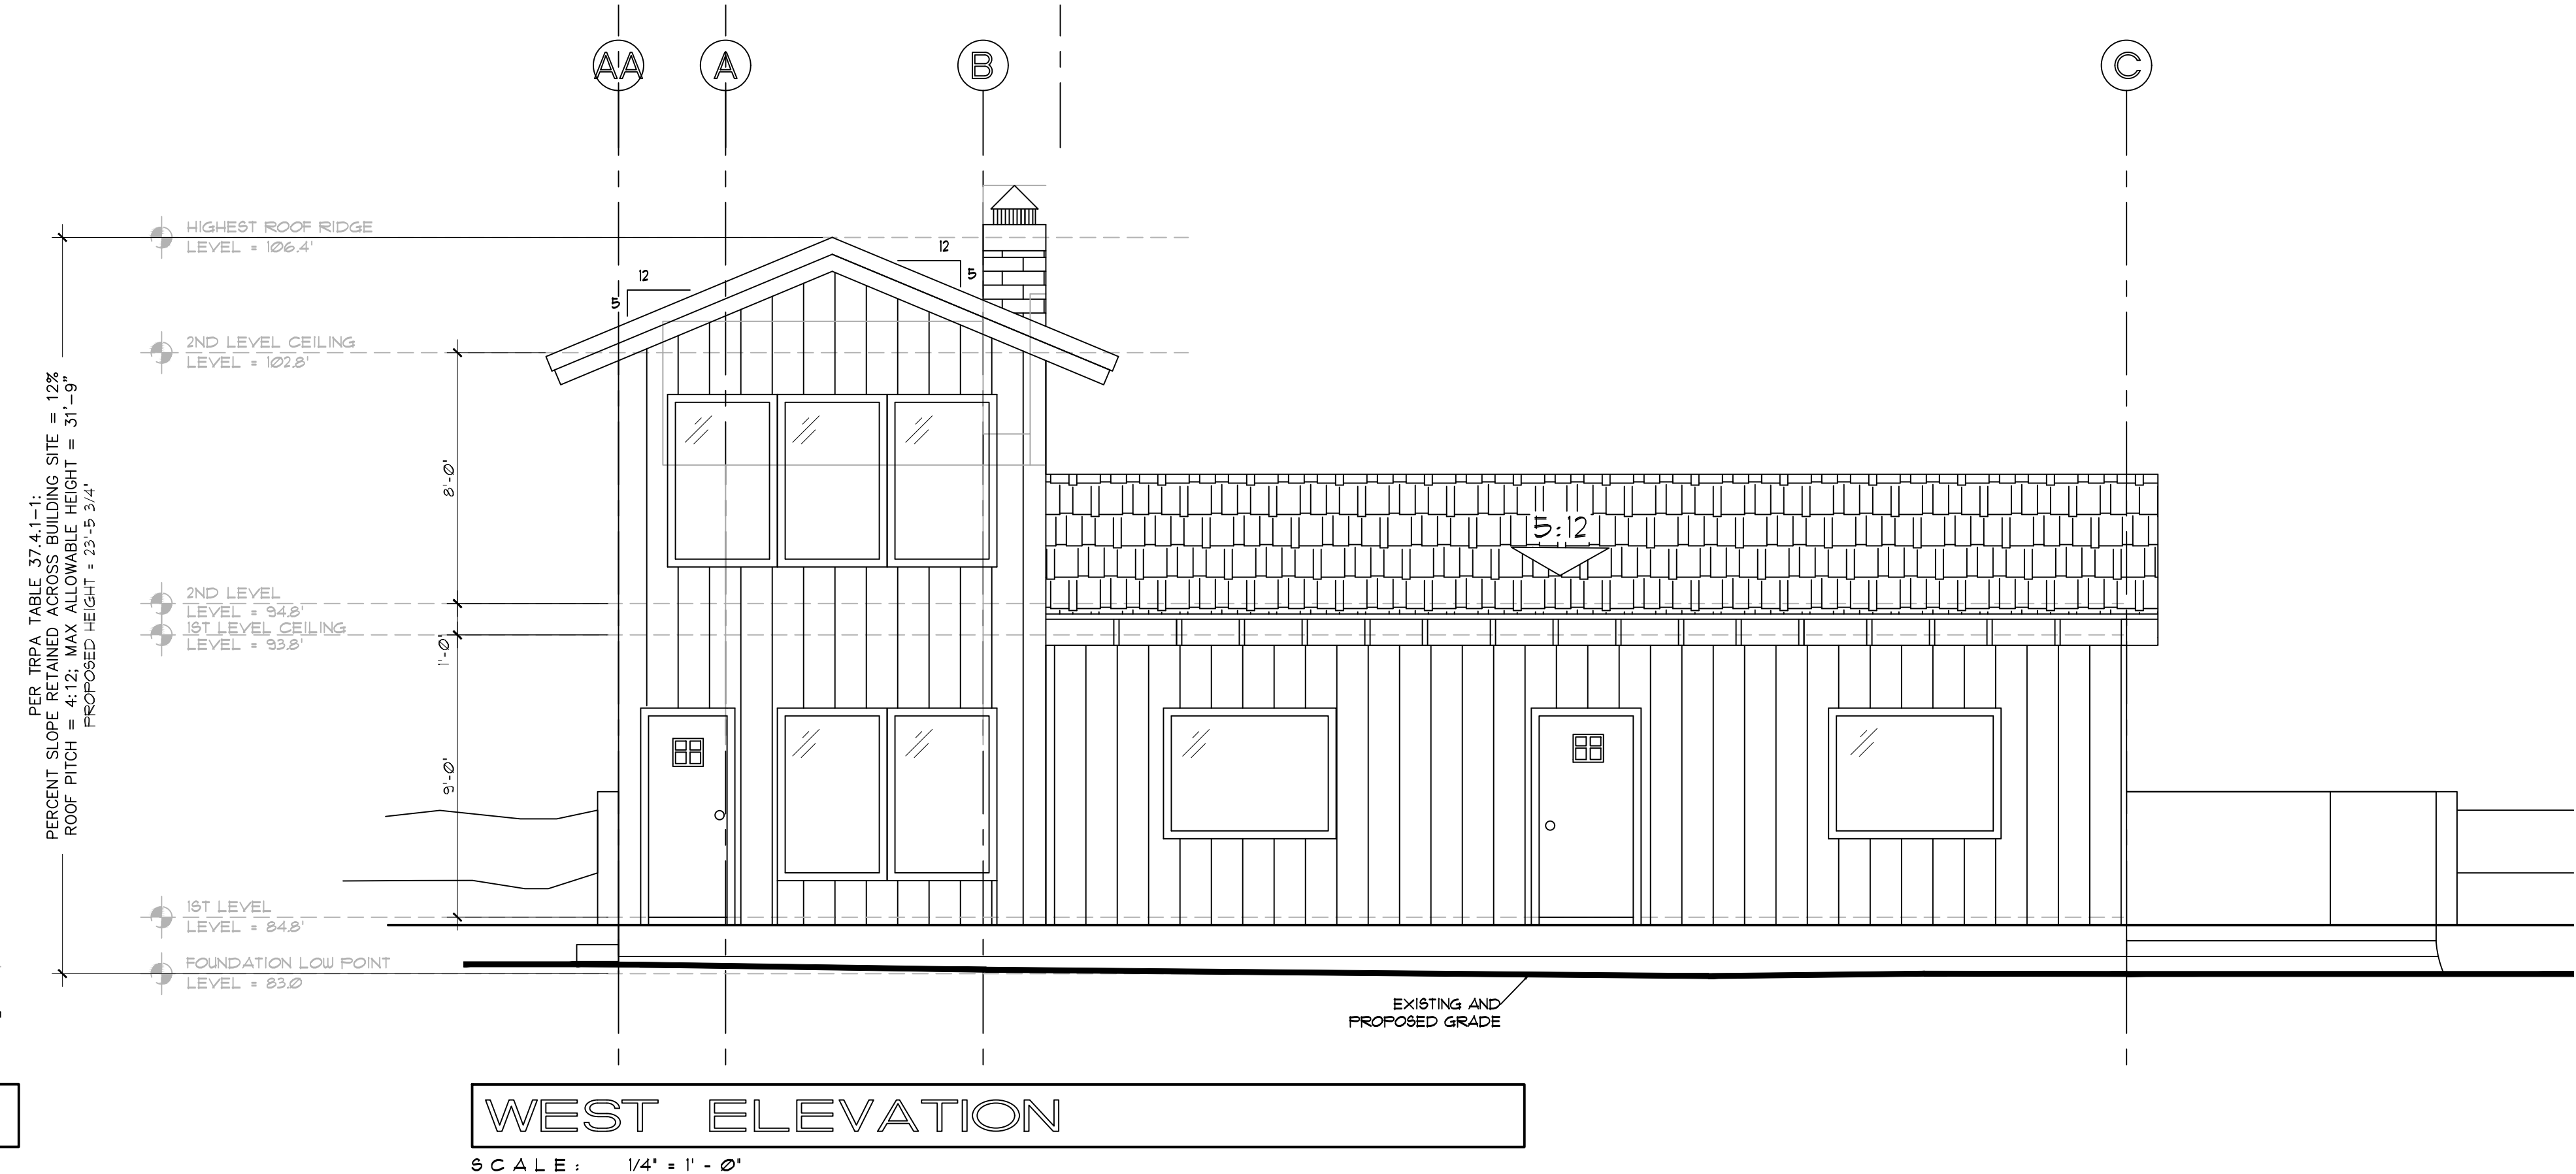 AA
A
B
C
HIGHEST ROOF RIDGE
LEVEL = 106.4'
12
5
12
5
2ND LEVEL CEILING
LEVEL = 102.8'
PER TRPA TABLE 37.4.1-1:
PERCENT SLOPE RETAINED ACROSS BUILDING SITE = 12%
ROOF PITCH = 4:12; MAX ALLOWABLE HEIGHT = 31'-9"
PROPOSED HEIGHT = 23'-5 3/4"
8'-0"
5:12
2ND LEVEL
LEVEL = 94.8'
1ST LEVEL CEILING
LEVEL = 93.8'
1'-0"
9'-0"
1ST LEVEL
LEVEL = 84.8'
FOUNDATION LOW POINT
LEVEL = 83.0
EXISTING AND
PROPOSED GRADE
WEST ELEVATION
SCALE: 1/4" = 1' - 0"